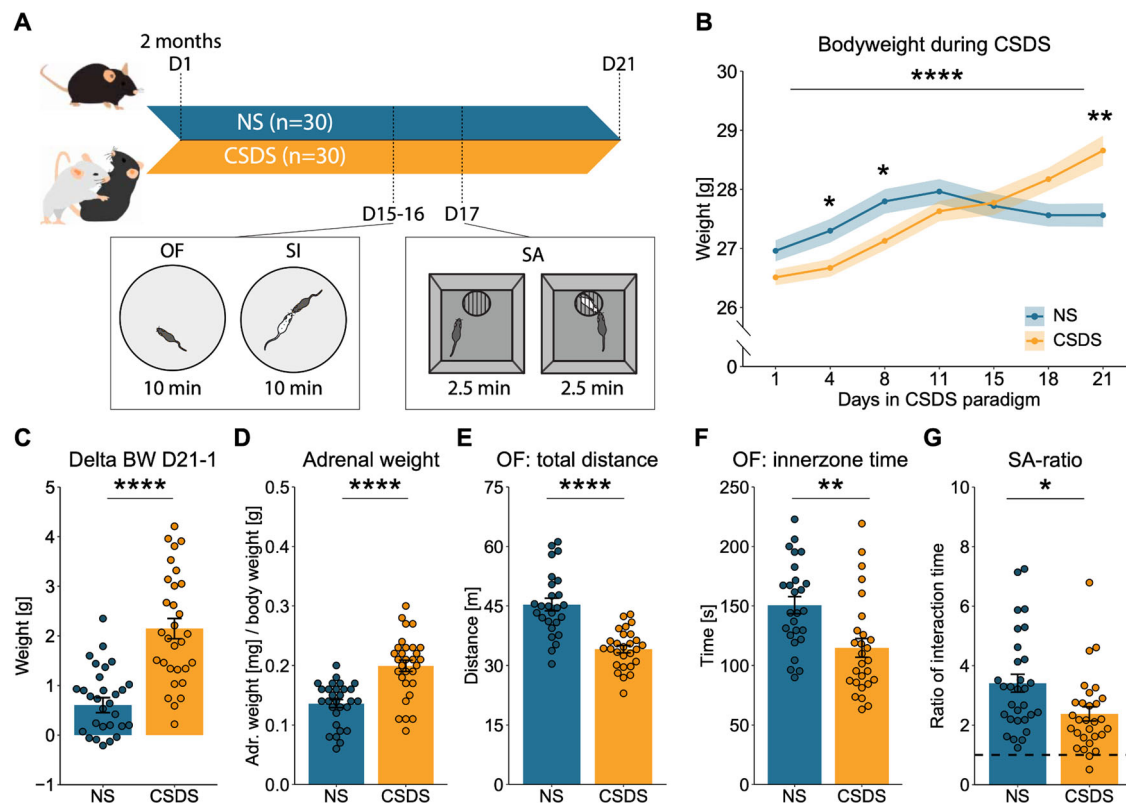 A
2 months
D1
D21
NS (n=30)
CSDS (n=30)
D15-16
D17
OF
SI
10 min
10 min
SA
2.5 min
2.5 min
B
Bodyweight during CSDS
****
*
*
**
Weight [g]
30
29
28
27
26
0
NS
CSDS
1
4
8
11
15
18
21
Days in CSDS paradigm
C
Delta BW D21-1
****
Weight [g]
5
4
3
2
1
0
−1
NS
CSDS
D
Adrenal weight
****
Adr. weight [mg] / body weight [g]
0.5
0.4
0.3
0.2
0.1
0.0
NS
CSDS
E
OF: total distance
****
Distance [m]
75
60
45
30
15
0
NS
CSDS
F
OF: innerzone time
**
Time [s]
250
200
150
100
50
0
NS
CSDS
G
SA-ratio
*
Ratio of interaction time
10
8
6
4
2
0
NS
CSDS